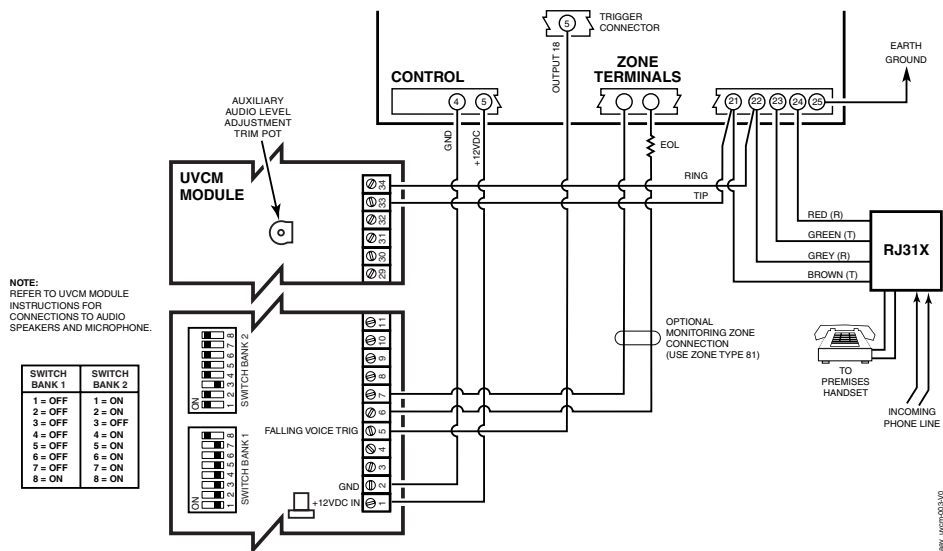 TRIGGER
CONNECTOR
5
OUTPUT 18
EARTH
GROUND
CONTROL
ZONE
TERMINALS
4 5
21 22 23 24 25
GND
+12VDC
EOL
AUXILIARY
AUDIO LEVEL
ADJUSTMENT
TRIM POT
UVCM
MODULE
34
33
32
31
30
29
RING
TIP
RED (R)
GREEN (T)
GREY (R)
BROWN (T)
RJ31X
NOTE:
REFER TO UVCM MODULE
INSTRUCTIONS FOR
CONNECTIONS TO AUDIO
SPEAKERS AND MICROPHONE.
SWITCH BANK 1 SWITCH BANK 2
1 = OFF 1 = ON
2 = OFF 2 = ON
3 = OFF 3 = OFF
4 = OFF 4 = ON
5 = OFF 5 = ON
6 = OFF 6 = ON
7 = OFF 7 = ON
8 = ON 8 = ON
ON
1 2 3 4 5 6 7 8
SWITCH BANK 2
ON
1 2 3 4 5 6 7 8
SWITCH BANK 1
11
10
9
8
7
6
5
4
3
2
1
FALLING VOICE TRIG
GND
+12VDC IN
OPTIONAL
MONITORING ZONE
CONNECTION
(USE ZONE TYPE 81)
TO
PREMISES
HANDSET
INCOMING
PHONE LINE